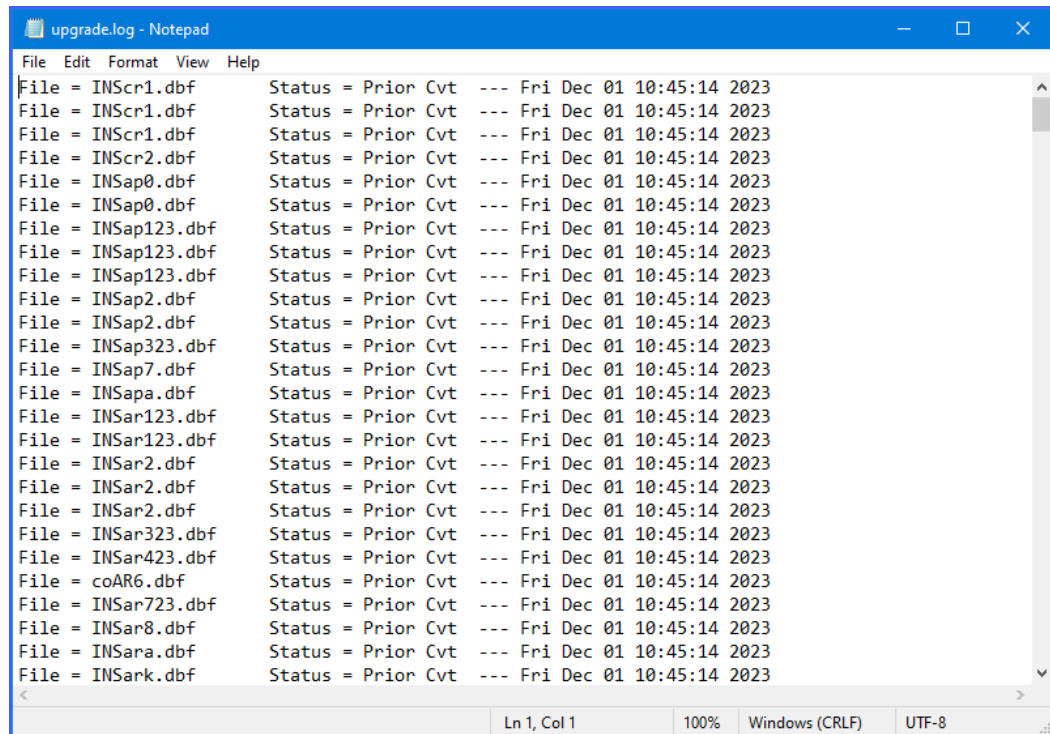 upgrade.log - Notepad
File Edit Format View Help
File = INScr1.dbf Status = Prior Cvt --- Fri Dec 01 10:45:14 2023
File = INScr1.dbf Status = Prior Cvt --- Fri Dec 01 10:45:14 2023
File = INScr1.dbf Status = Prior Cvt --- Fri Dec 01 10:45:14 2023
File = INScr2.dbf Status = Prior Cvt --- Fri Dec 01 10:45:14 2023
File = INSap0.dbf Status = Prior Cvt --- Fri Dec 01 10:45:14 2023
File = INSap0.dbf Status = Prior Cvt --- Fri Dec 01 10:45:14 2023
File = INSap123.dbf Status = Prior Cvt --- Fri Dec 01 10:45:14 2023
File = INSap123.dbf Status = Prior Cvt --- Fri Dec 01 10:45:14 2023
File = INSap123.dbf Status = Prior Cvt --- Fri Dec 01 10:45:14 2023
File = INSap2.dbf Status = Prior Cvt --- Fri Dec 01 10:45:14 2023
File = INSap2.dbf Status = Prior Cvt --- Fri Dec 01 10:45:14 2023
File = INSap323.dbf Status = Prior Cvt --- Fri Dec 01 10:45:14 2023
File = INSap7.dbf Status = Prior Cvt --- Fri Dec 01 10:45:14 2023
File = INSapa.dbf Status = Prior Cvt --- Fri Dec 01 10:45:14 2023
File = INSar123.dbf Status = Prior Cvt --- Fri Dec 01 10:45:14 2023
File = INSar123.dbf Status = Prior Cvt --- Fri Dec 01 10:45:14 2023
File = INSar2.dbf Status = Prior Cvt --- Fri Dec 01 10:45:14 2023
File = INSar2.dbf Status = Prior Cvt --- Fri Dec 01 10:45:14 2023
File = INSar2.dbf Status = Prior Cvt --- Fri Dec 01 10:45:14 2023
File = INSar323.dbf Status = Prior Cvt --- Fri Dec 01 10:45:14 2023
File = INSar423.dbf Status = Prior Cvt --- Fri Dec 01 10:45:14 2023
File = coAR6.dbf Status = Prior Cvt --- Fri Dec 01 10:45:14 2023
File = INSar723.dbf Status = Prior Cvt --- Fri Dec 01 10:45:14 2023
File = INSar8.dbf Status = Prior Cvt --- Fri Dec 01 10:45:14 2023
File = INSara.dbf Status = Prior Cvt --- Fri Dec 01 10:45:14 2023
File = INSark.dbf Status = Prior Cvt --- Fri Dec 01 10:45:14 2023
Ln 1, Col 1 100% Windows (CRLF) UTF-8